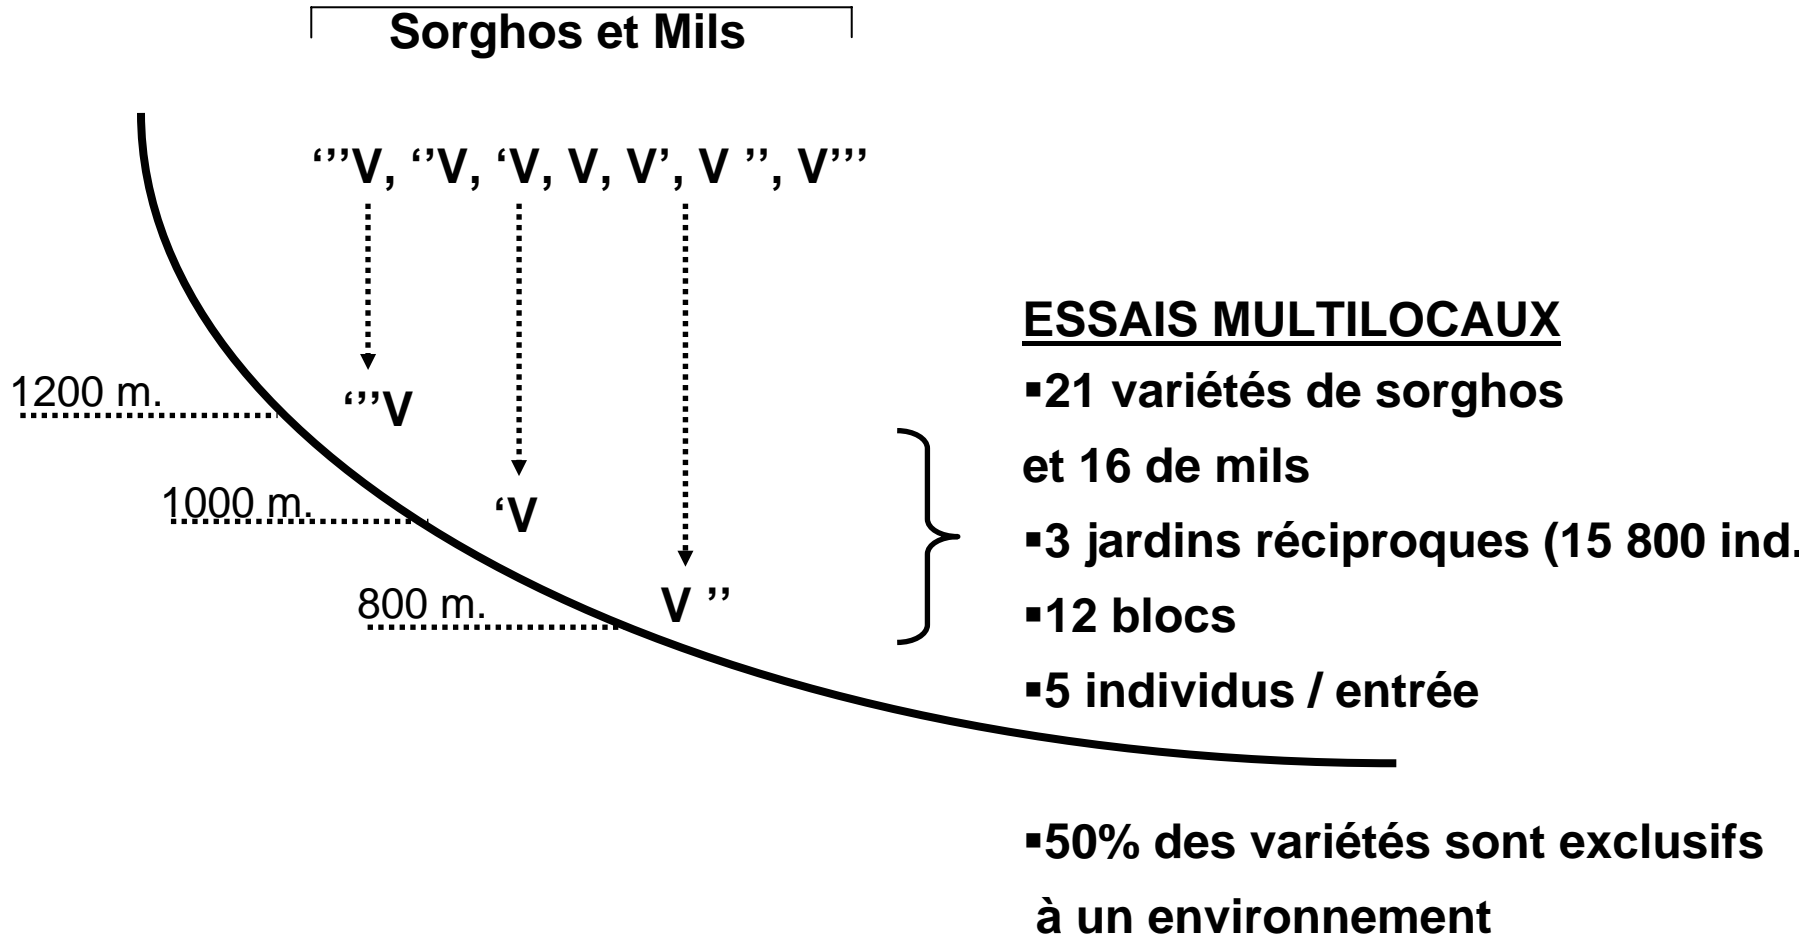 Sorghos et Mils
‘’’V, ‘’V, ‘V, V, V’, V ’’, V’’’
1200 m.
‘’’V
1000 m.
‘V
800 m.
V ’’
ESSAIS MULTILOCAUX
▪21 variétés de sorghos
et 16 de mils
▪3 jardins réciproques (15 800 ind.
▪12 blocs
▪5 individus / entrée
▪50% des variétés sont exclusifs
à un environnement